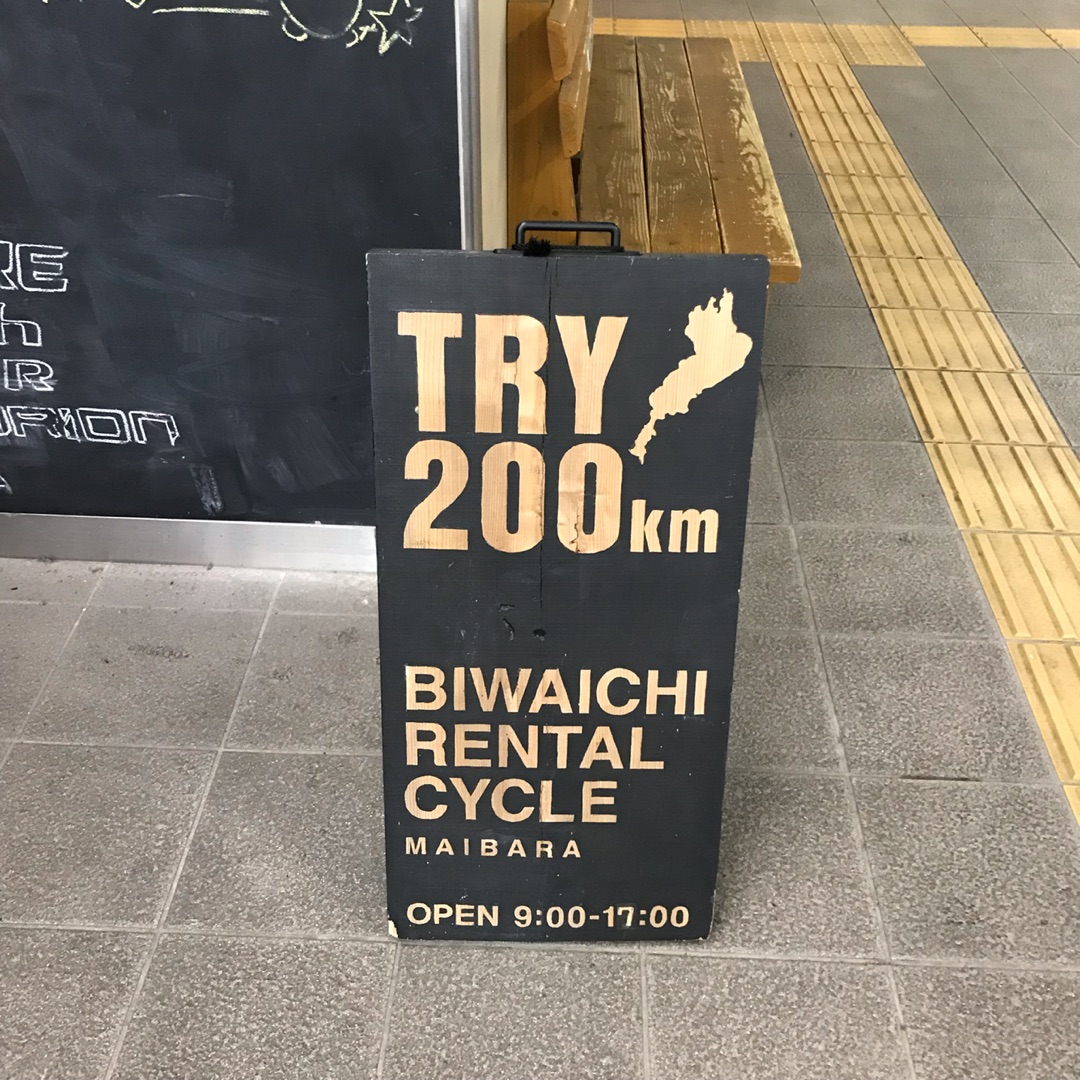 TRY
200km
BIWAICHI
RENTAL
CYCLE
MAIBARA
OPEN 9:00-17:00